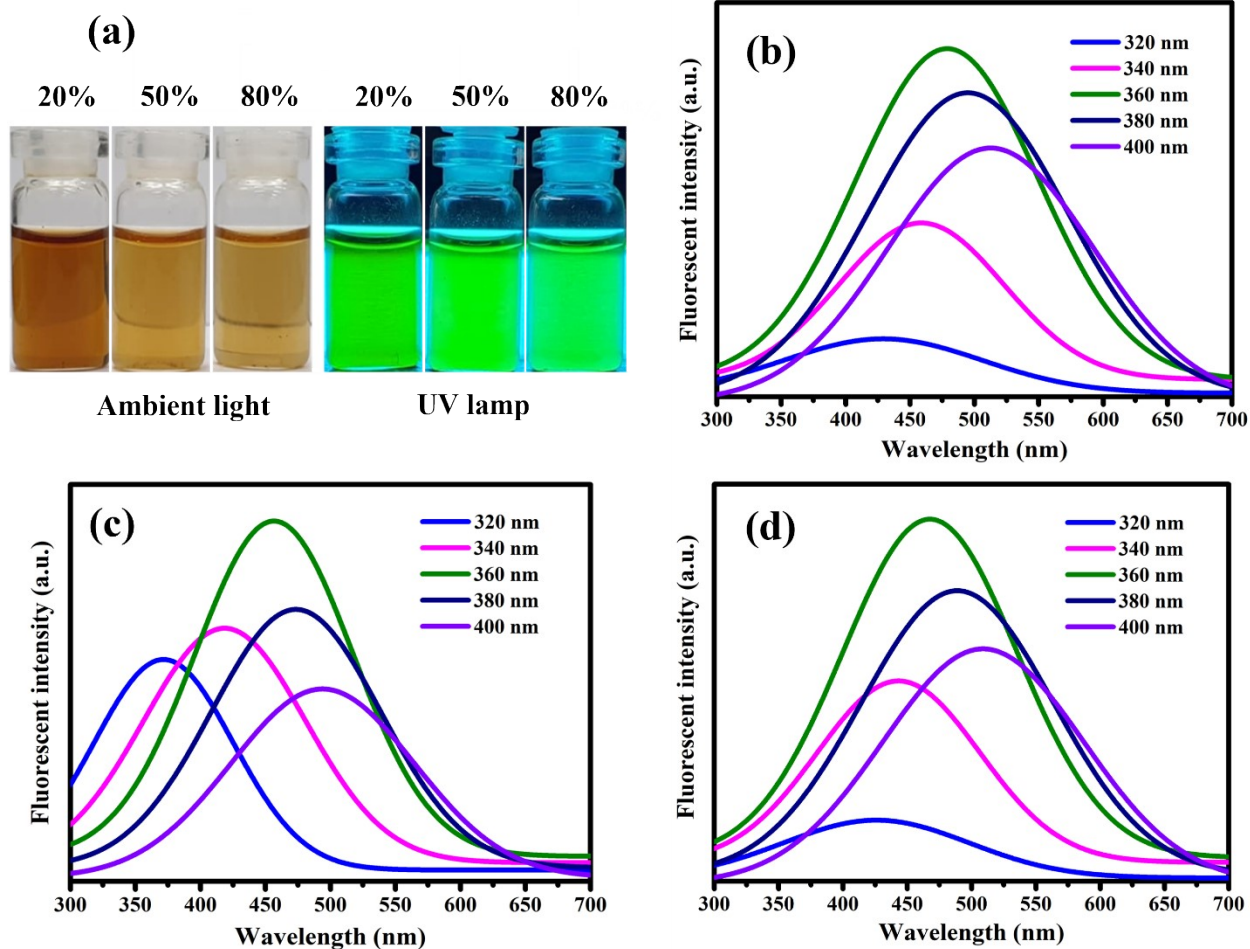 (a)
20% 50% 80% 20% 50% 80%
Ambient light UV lamp
(b)
320 nm
340 nm
360 nm
380 nm
400 nm
Fluorescent intensity (a.u.)
300 350 400 450 500 550 600 650 700
Wavelength (nm)
(c)
320 nm
340 nm
360 nm
380 nm
400 nm
Fluorescent intensity (a.u.)
300 350 400 450 500 550 600 650 700
Wavelength (nm)
(d)
320 nm
340 nm
360 nm
380 nm
400 nm
Fluorescent intensity (a.u.)
300 350 400 450 500 550 600 650 700
Wavelength (nm)